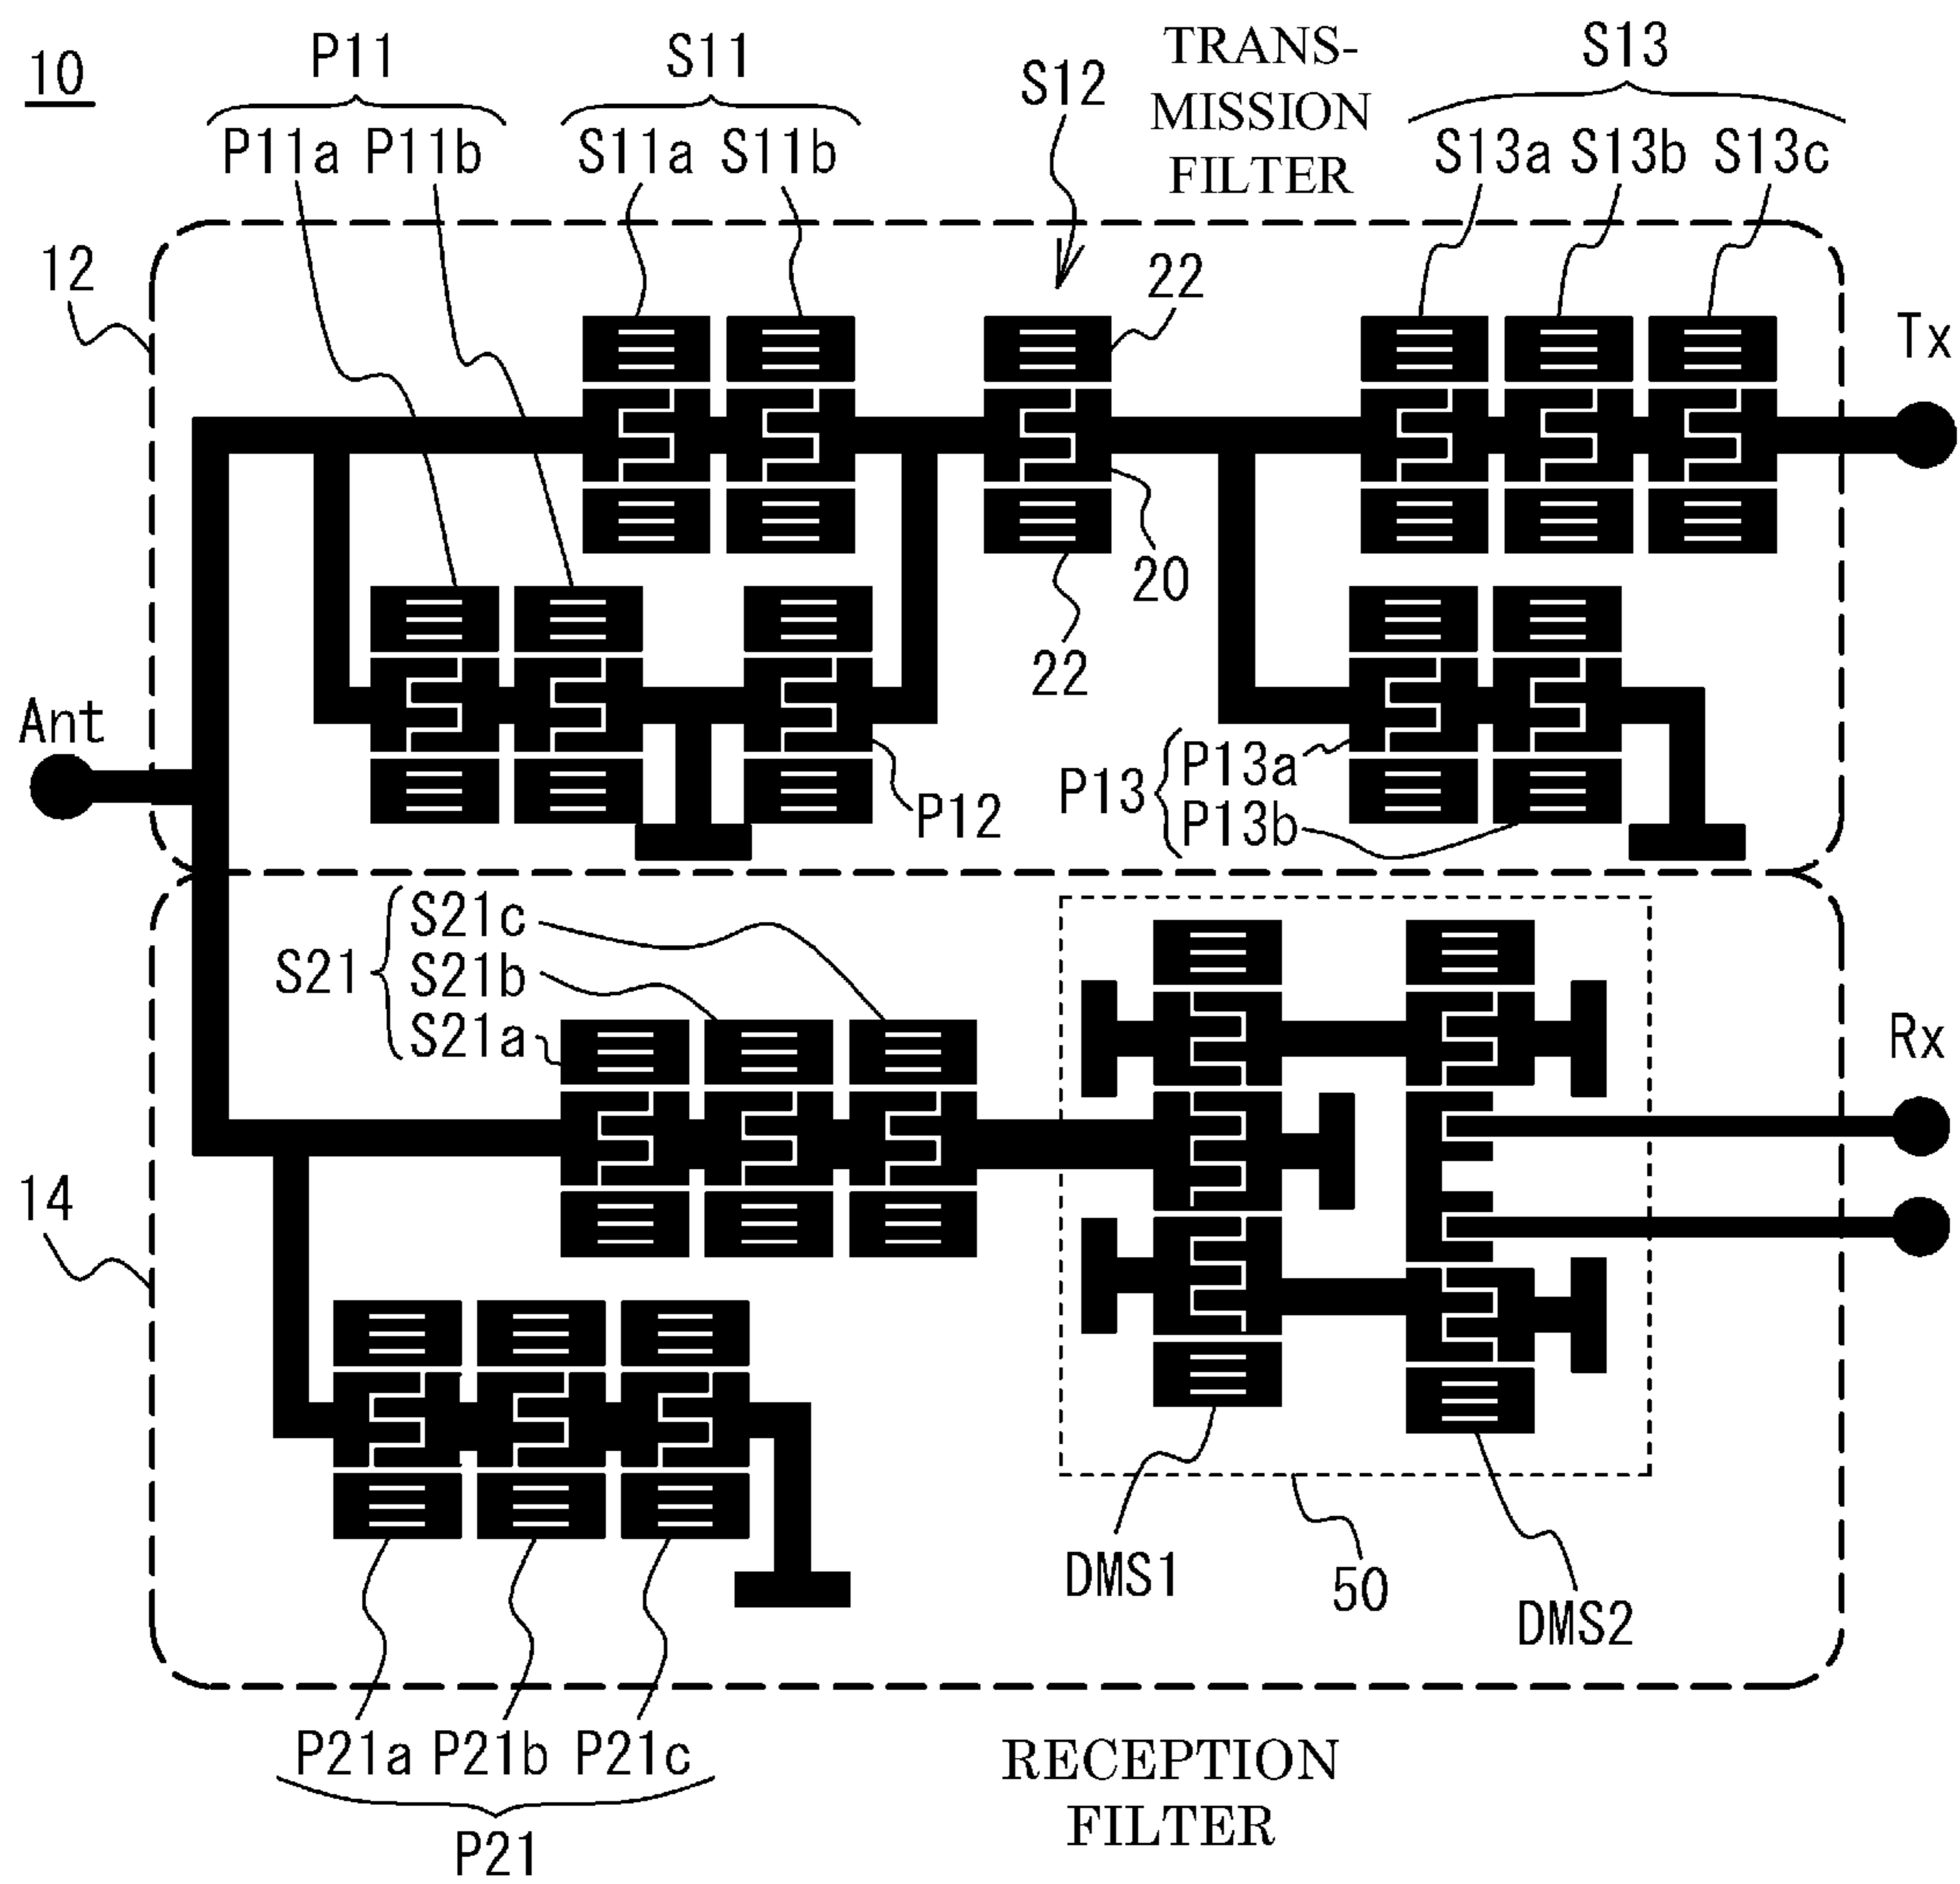 10
P11
S11
S12
TRANS-
MISSION
FILTER
S13
P11a P11b
S11a S11b
S13a S13b S13c
12
22
Tx
20
22
Ant
P12
P13
P13a
P13b
S21
S21c
S21b
S21a
Rx
14
DMS1
50
DMS2
P21a P21b P21c
P21
RECEPTION
FILTER